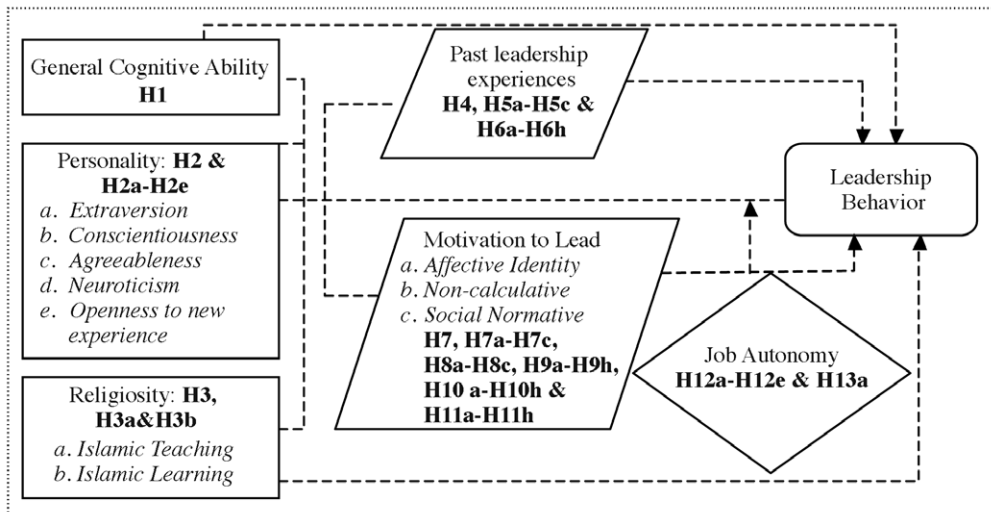 General Cognitive Ability
H1
Personality: H2 &
H2a-H2e
a. Extraversion
b. Conscientiousness
c. Agreeableness
d. Neuroticism
e. Openness to new
experience
Religiosity: H3,
H3a&H3b
a. Islamic Teaching
b. Islamic Learning
Past leadership
experiences
H4, H5a-H5c &
H6a-H6h
Motivation to Lead
a. Affective Identity
b. Non-calculative
c. Social Normative
H7, H7a-H7c,
H8a-H8c, H9a-H9h,
H10 a-H10h &
H11a-H11h
Job Autonomy
H12a-H12e & H13a
Leadership
Behavior